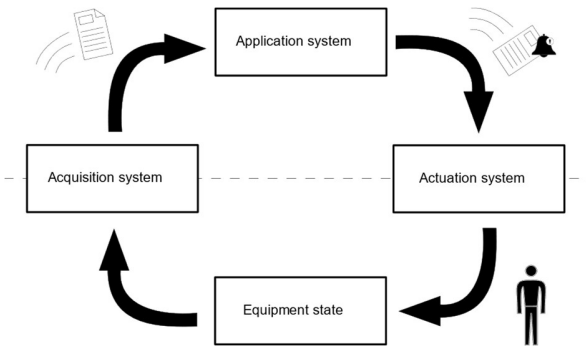 Application system
Acquisition system
Actuation system
Equipment state